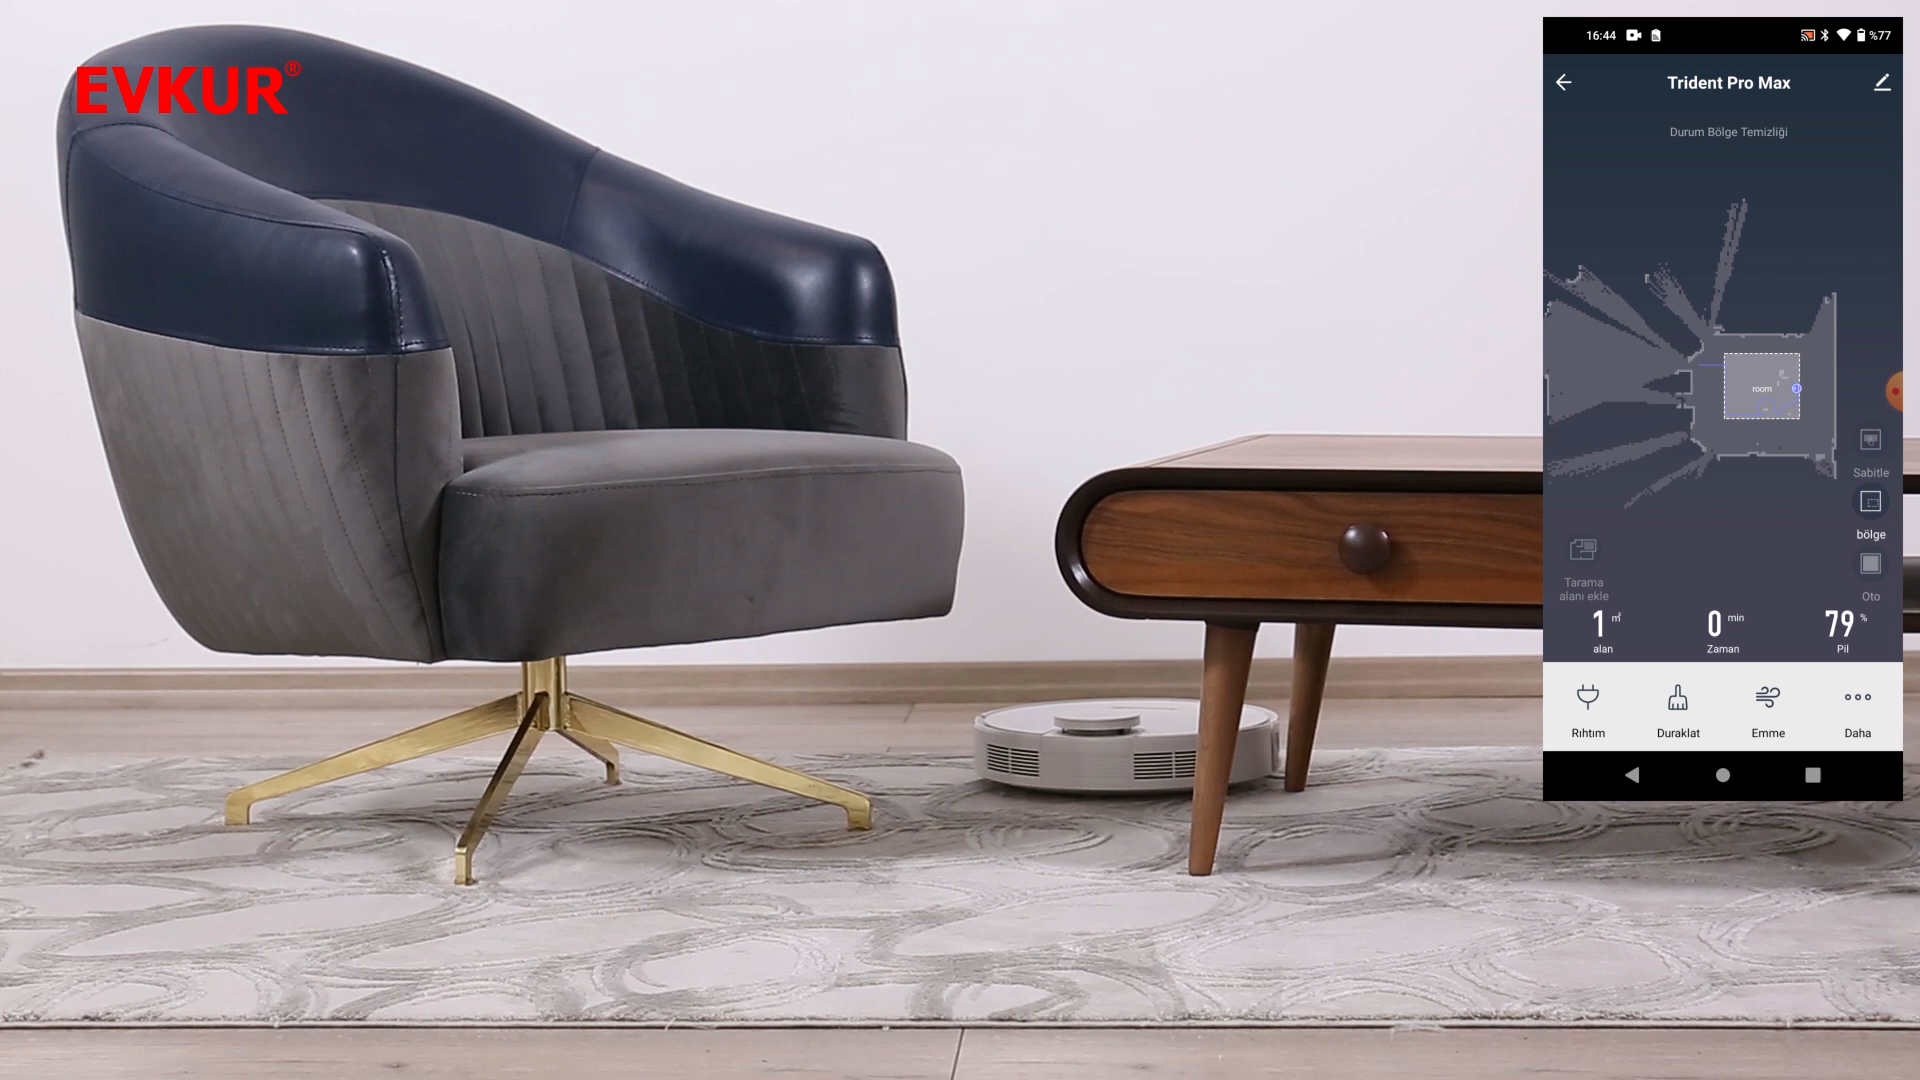 EVKUR®
16:44
%77
Trident Pro Max
Durum Bölge Temizliği
room
Sabitle
bölge
Tarama
alanı ekle
Oto
1 m²
0 min
79 %
alan
Zaman
Pil
Rıhtım
Duraklat
Emme
Daha